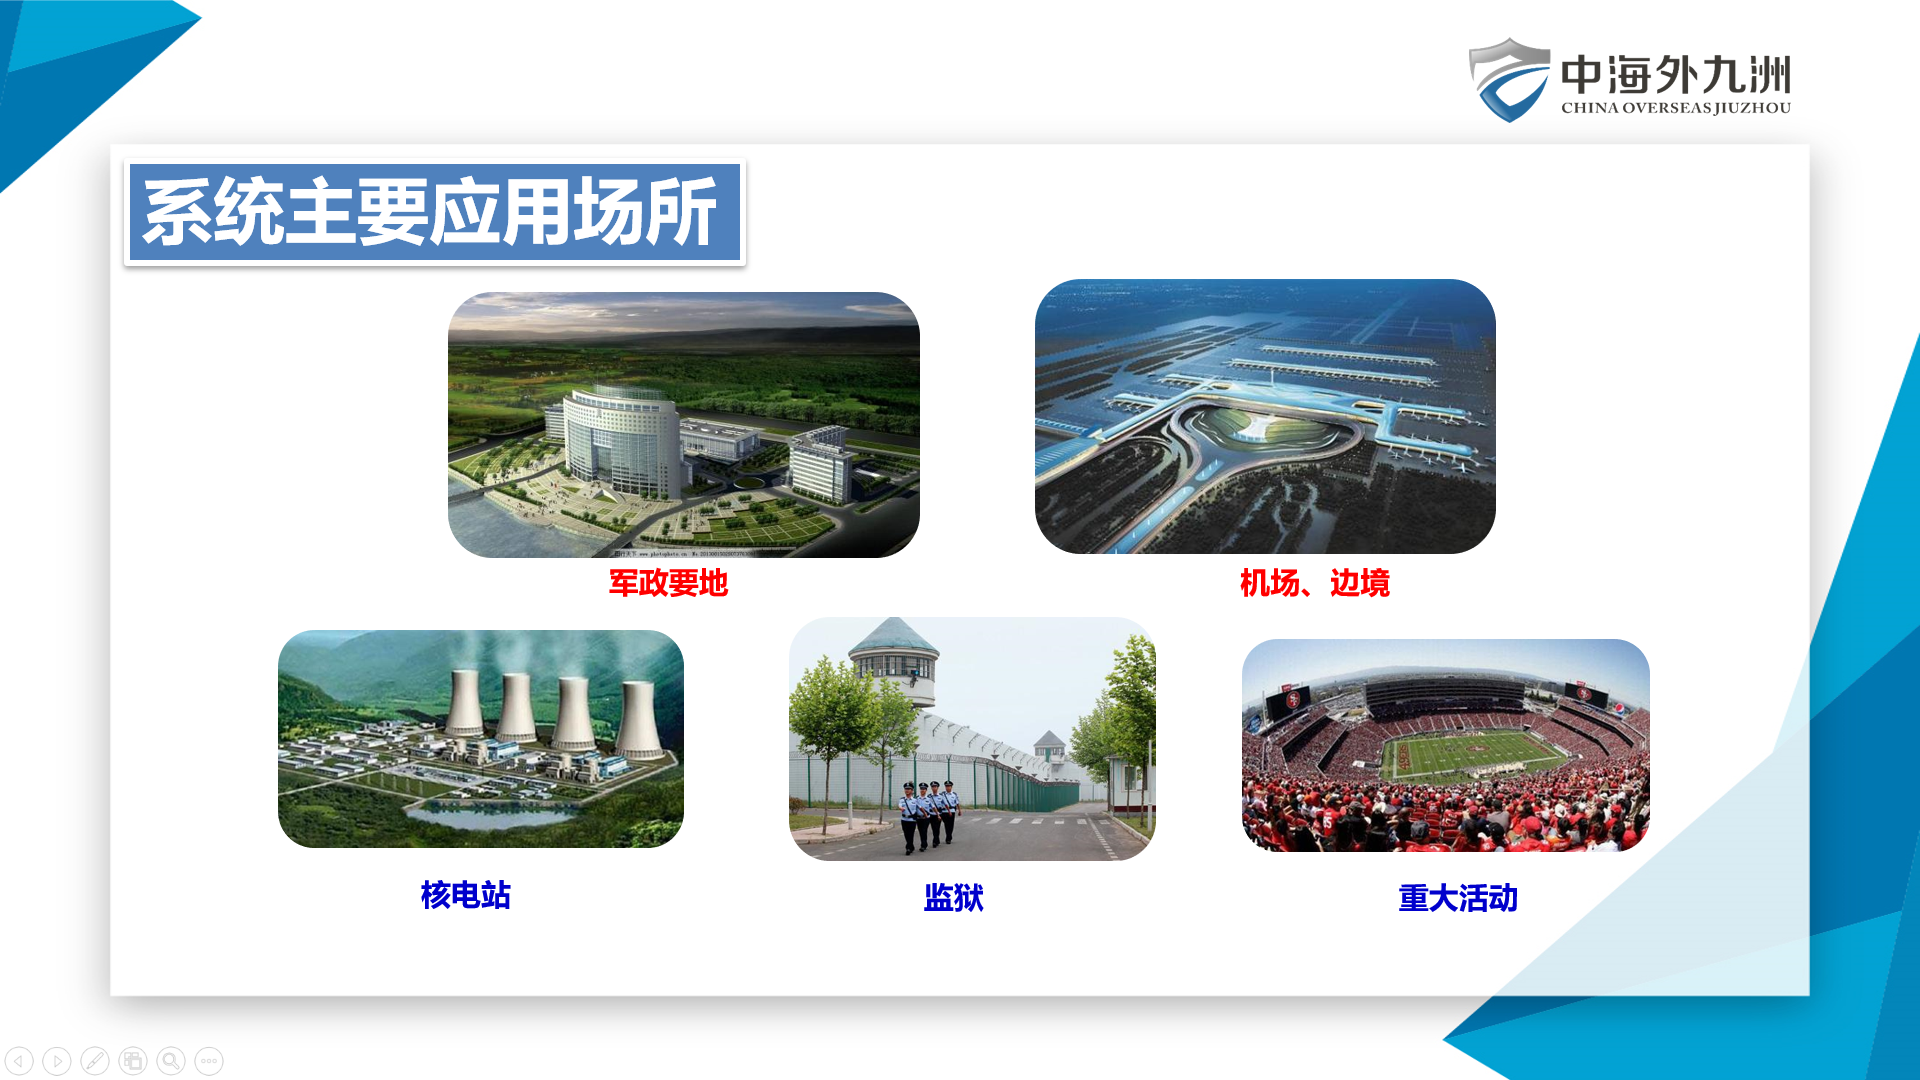 中海外九洲
CHINA OVERSEAS JIUZHOU
系统主要应用场所
军政要地
机场、边境
核电站
监狱
重大活动